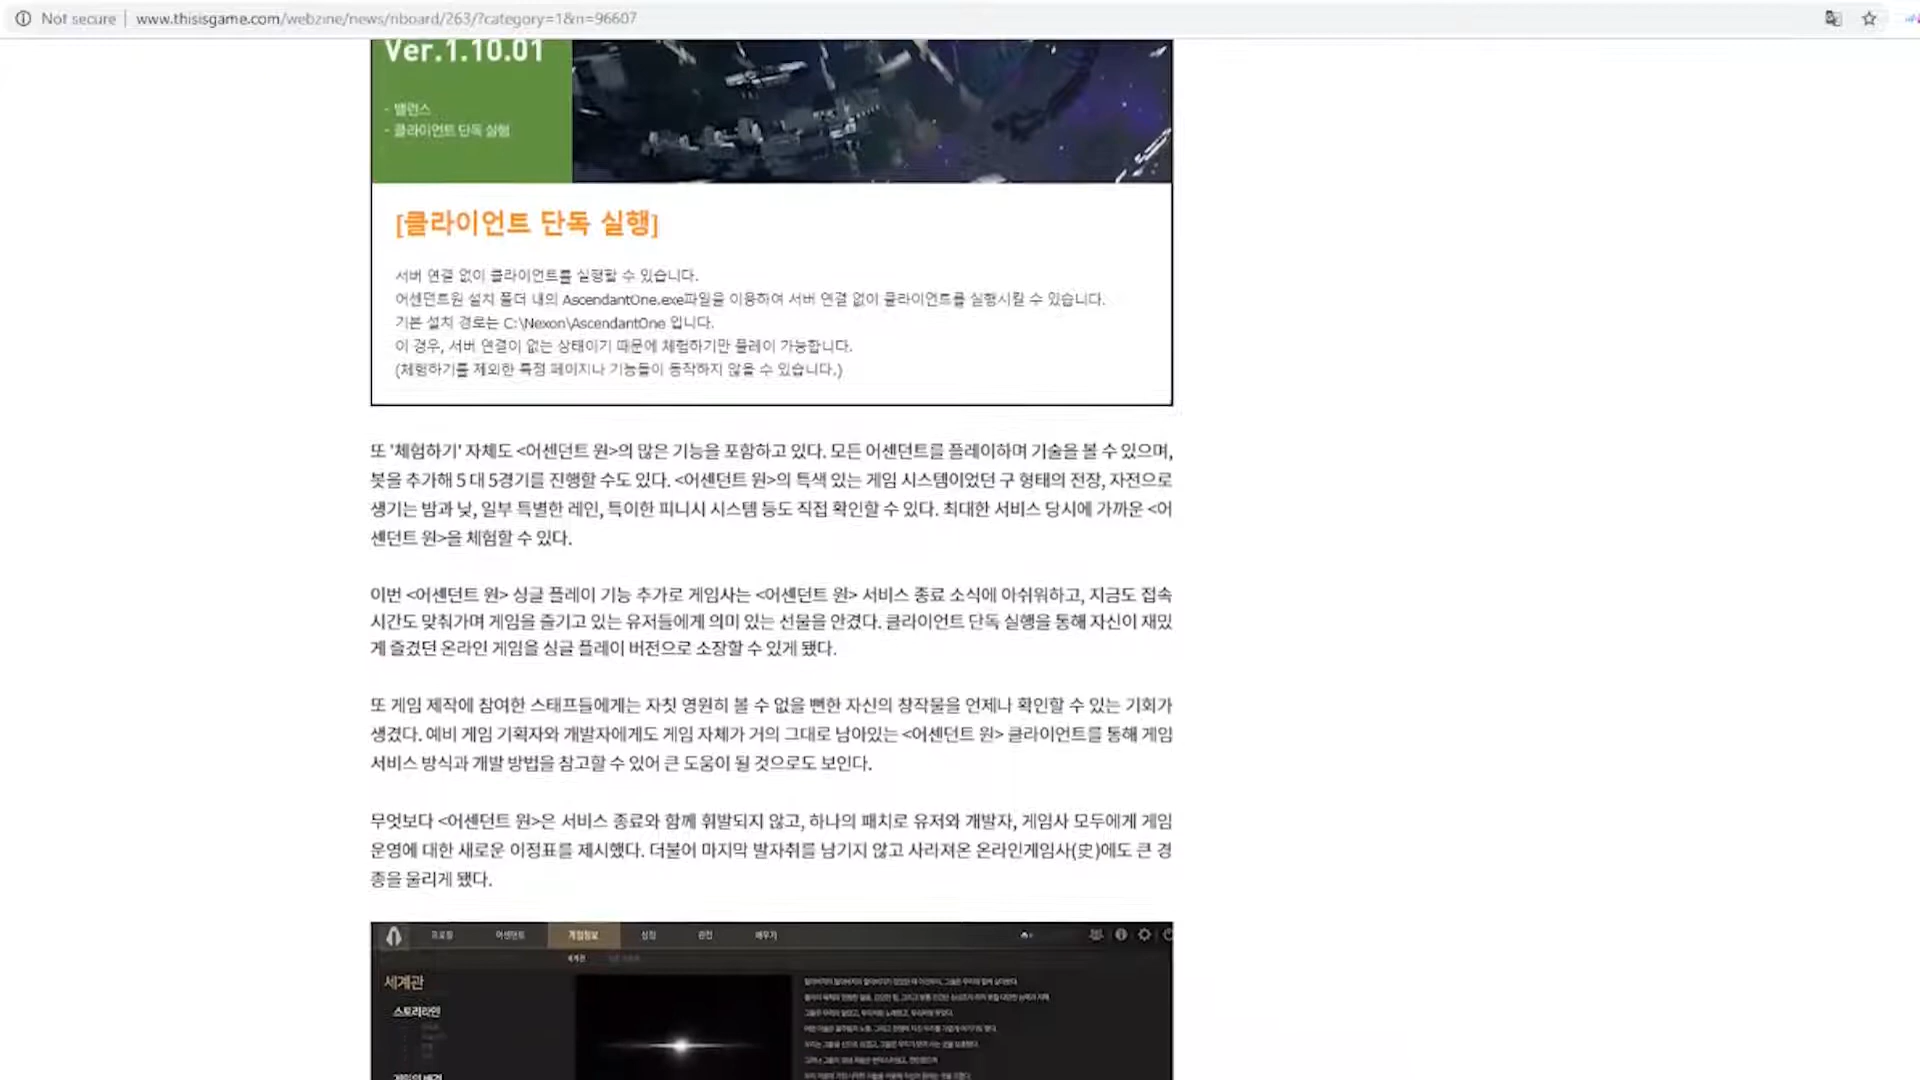 Not secure
www.thisisgame.com/webzine/news/nboard/263/?category=1&n=96607
Ver.1.10.01
- 밸런스
- 클라이언트 단독 실행
[클라이언트 단독 실행]
서버 연결 없이 클라이언트를 실행할 수 있습니다.
어센던트원 설치 폴더 내의 AscendantOne.exe파일을 이용하여 서버 연결 없이 클라이언트를 실행시킬 수 있습니다.
기본 설치 경로는 C:\Nexon\AscendantOne 입니다.
이 경우, 서버 연결이 없는 상태이기 때문에 체험하기만 플레이 가능합니다.
(체험하기를 제외한 특정 페이지나 기능들이 동작하지 않을 수 있습니다.)
또 '체험하기' 자체도 <어센던트 원>의 많은 기능을 포함하고 있다. 모든 어센던트를 플레이하며 기술을 볼 수 있으며,
봇을 추가해 5 대 5경기를 진행할 수도 있다. <어센던트 원>의 특색 있는 게임 시스템이었던 구 형태의 전장, 자전으로
생기는 밤과 낮, 일부 특별한 레인, 특이한 피니시 시스템 등도 직접 확인할 수 있다. 최대한 서비스 당시에 가까운 <어
센던트 원>을 체험할 수 있다.
이번 <어센던트 원> 싱글 플레이 기능 추가로 게임사는 <어센던트 원> 서비스 종료 소식에 아쉬워하고, 지금도 접속
시간도 맞춰가며 게임을 즐기고 있는 유저들에게 의미 있는 선물을 안겼다. 클라이언트 단독 실행을 통해 자신이 재밌
게 즐겼던 온라인 게임을 싱글 플레이 버전으로 소장할 수 있게 됐다.
또 게임 제작에 참여한 스태프들에게는 자칫 영원히 볼 수 없을 뻔한 자신의 창작물을 언제나 확인할 수 있는 기회가
생겼다. 예비 게임 기획자와 개발자에게도 게임 자체가 거의 그대로 남아있는 <어센던트 원> 클라이언트를 통해 게임
서비스 방식과 개발 방법을 참고할 수 있어 큰 도움이 될 것으로도 보인다.
무엇보다 <어센던트 원>은 서비스 종료와 함께 휘발되지 않고, 하나의 패치로 유저와 개발자, 게임사 모두에게 게임
운영에 대한 새로운 이정표를 제시했다. 더불어 마지막 발자취를 남기지 않고 사라져온 온라인게임사(史)에도 큰 경
종을 울리게 됐다.
프로필 어센던트 게임정보 상점 관전 배우기
세계관
세계관
스토리라인